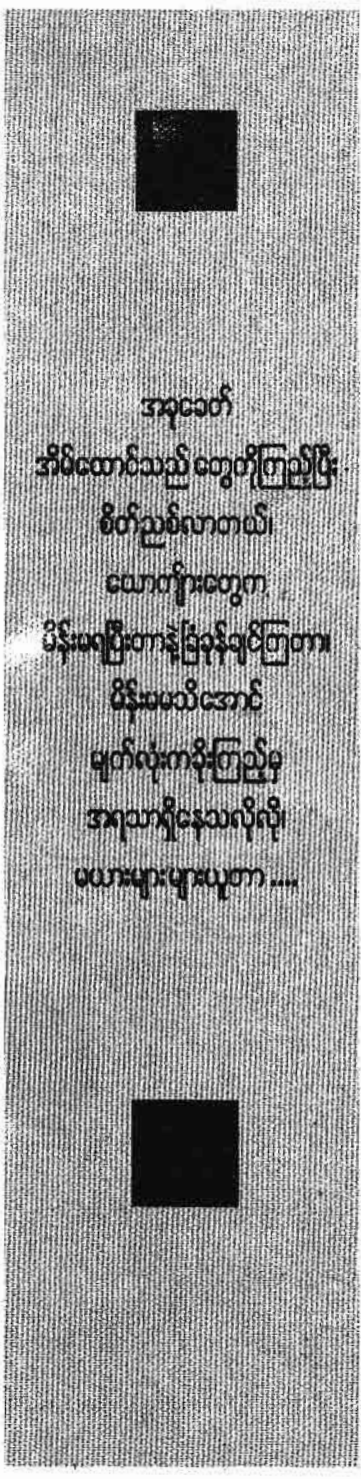 အခုခေတ်
အိမ်ထောင်သည် တွေကိုကြည့်ပြီး
စိတ်ညစ်လာတယ်၊
ယောက်ျားတွေက
မိန်းမရပြီးတာနဲ့ခြံခုန်ချင်ကြတာ၊
မိန်းမမသိအောင်
မျက်လုံးကခိုးကြည့်မှ
အရသာရှိနေသလိုလို၊
မယားများများယူတာ ....